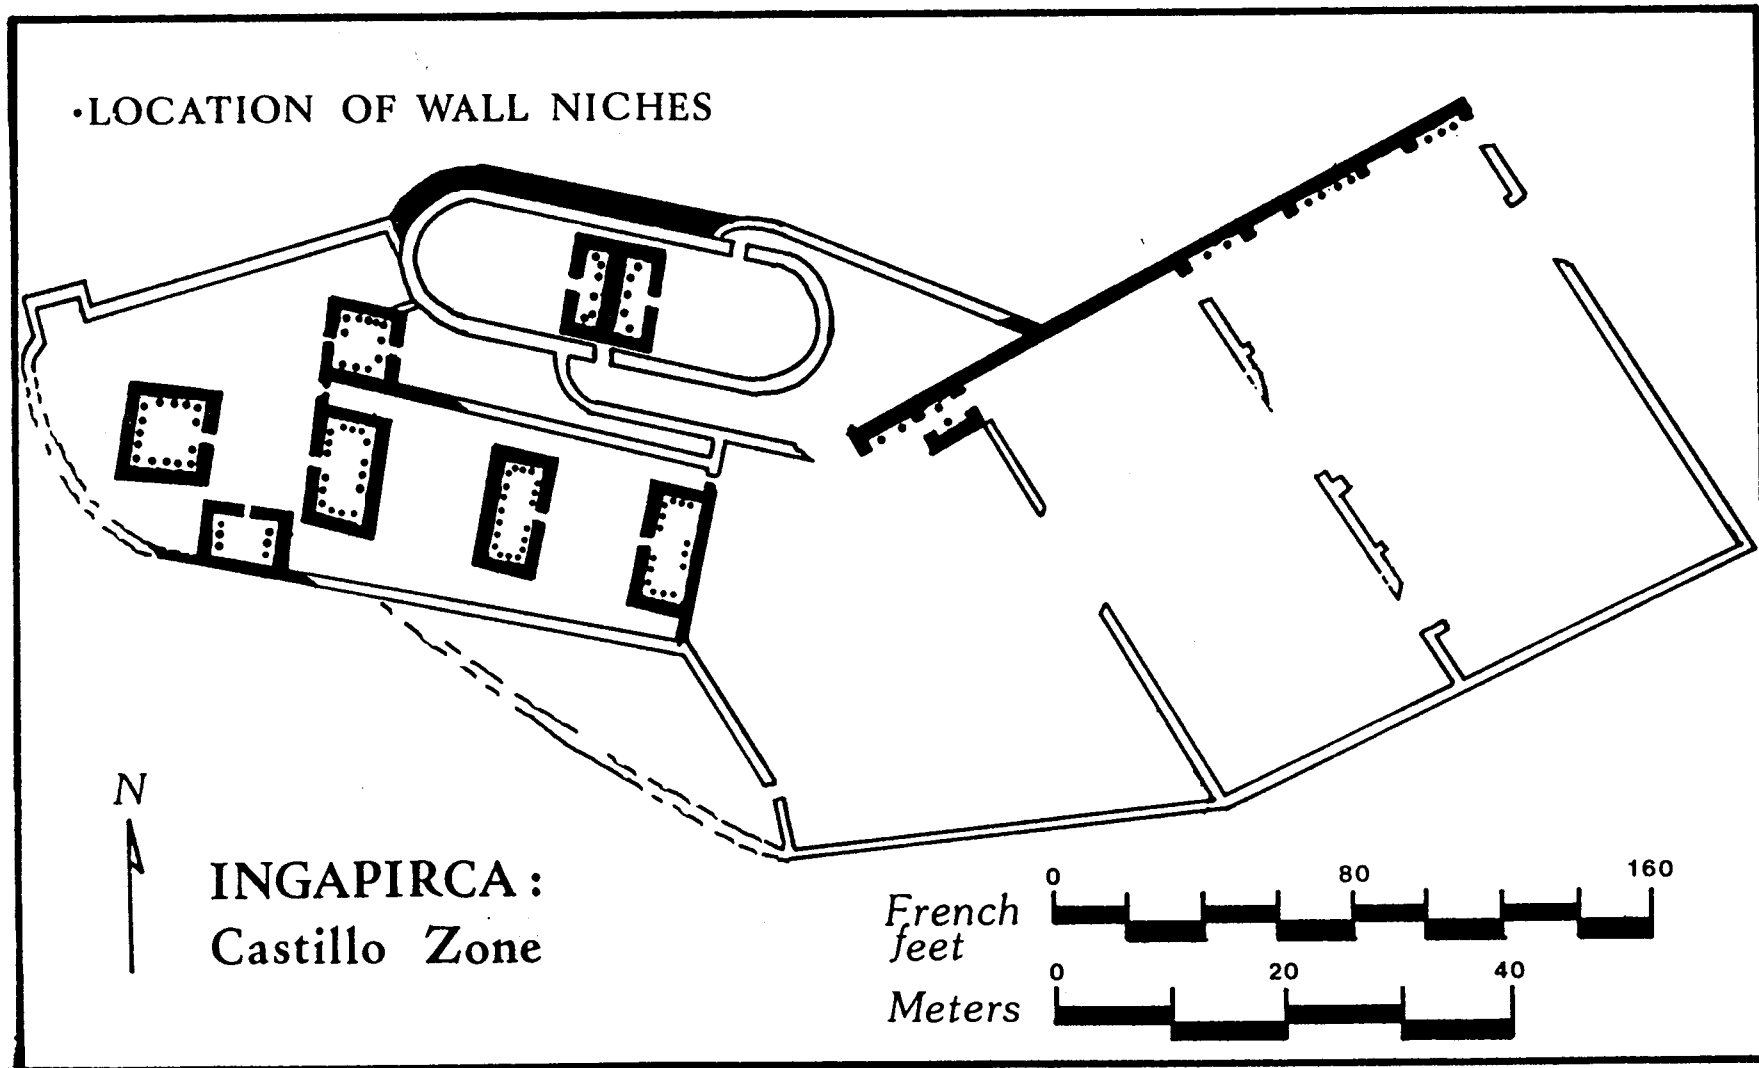 ·LOCATION OF WALL NICHES
N
INGAPIRCA:
Castillo Zone
0 80 160
French
feet
0 20 40
Meters